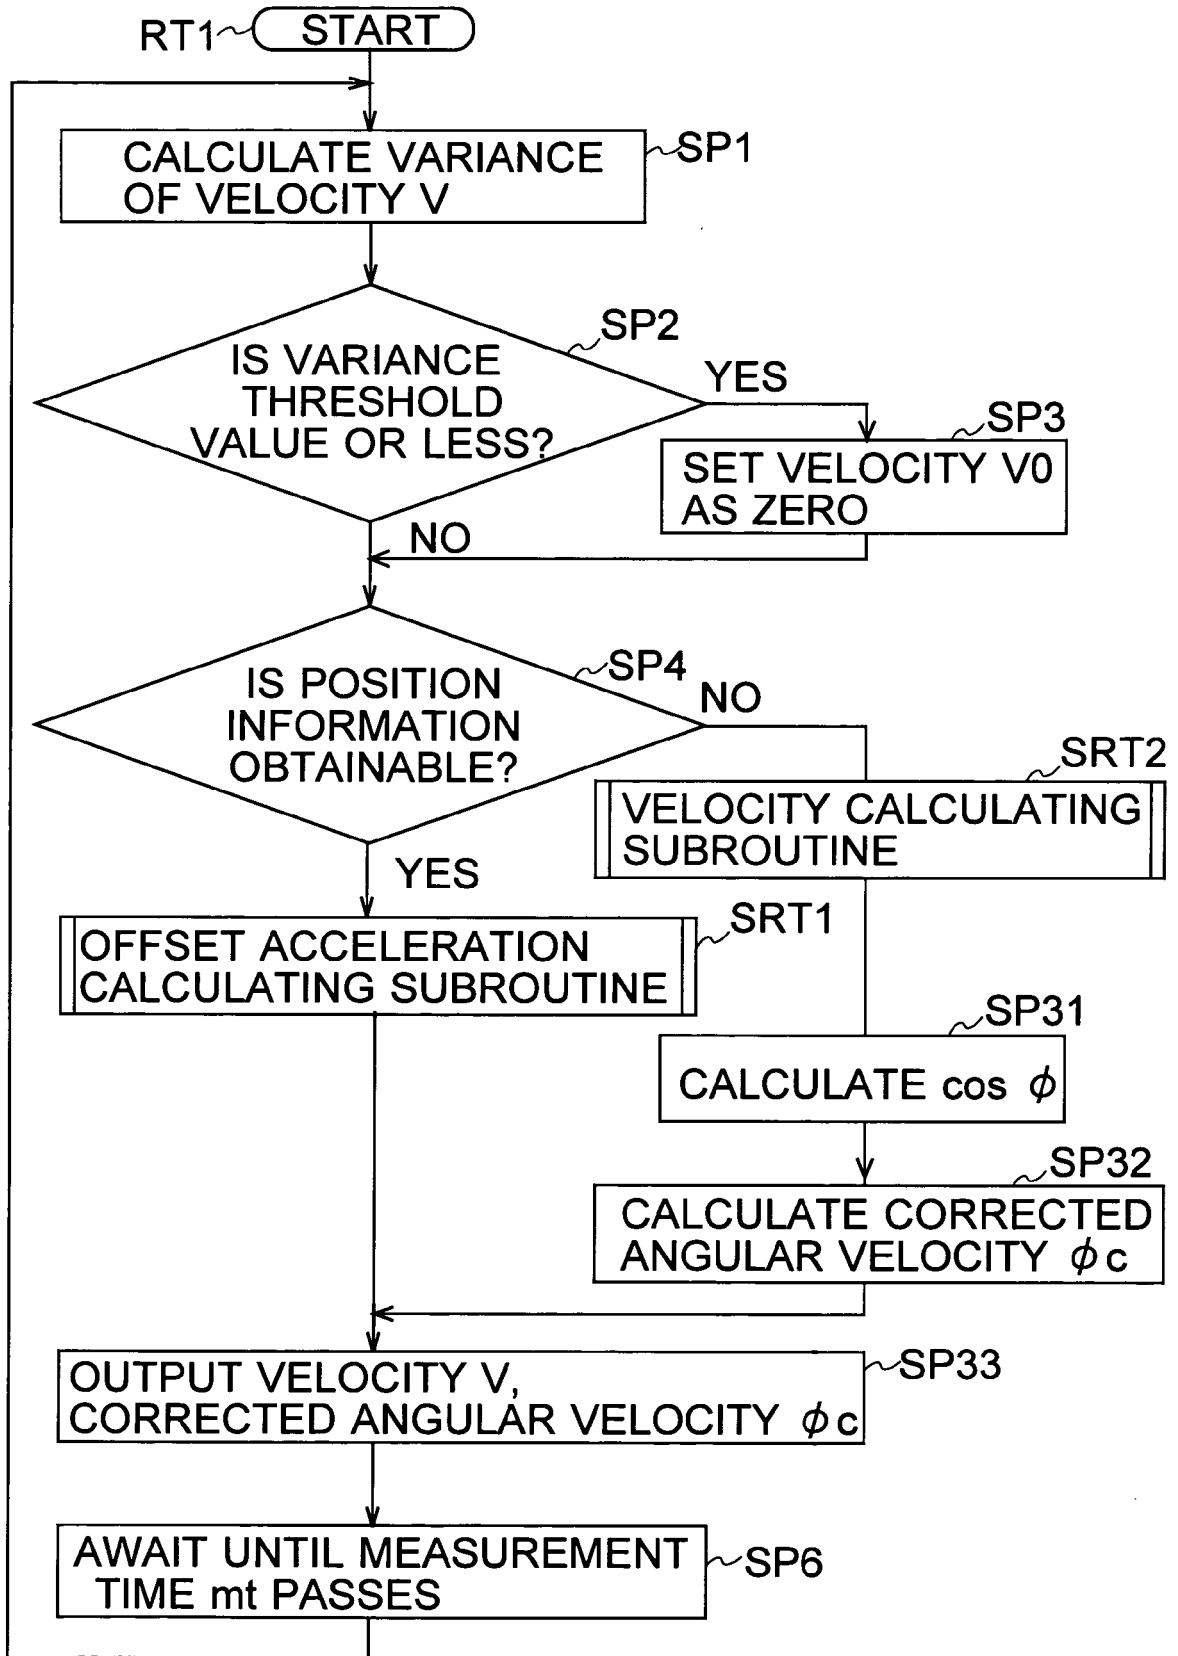 RT1
START
SP1
CALCULATE VARIANCE
OF VELOCITY V
SP2
IS VARIANCE
THRESHOLD
VALUE OR LESS?
YES
SP3
SET VELOCITY V0
AS ZERO
NO
SP4
IS POSITION
INFORMATION
OBTAINABLE?
NO
SRT2
VELOCITY CALCULATING
SUBROUTINE
YES
SRT1
OFFSET ACCELERATION
CALCULATING SUBROUTINE
SP31
CALCULATE cos ϕ
SP32
CALCULATE CORRECTED
ANGULAR VELOCITY ϕc
SP33
OUTPUT VELOCITY V,
CORRECTED ANGULAR VELOCITY ϕc
SP6
AWAIT UNTIL MEASUREMENT
TIME mt PASSES